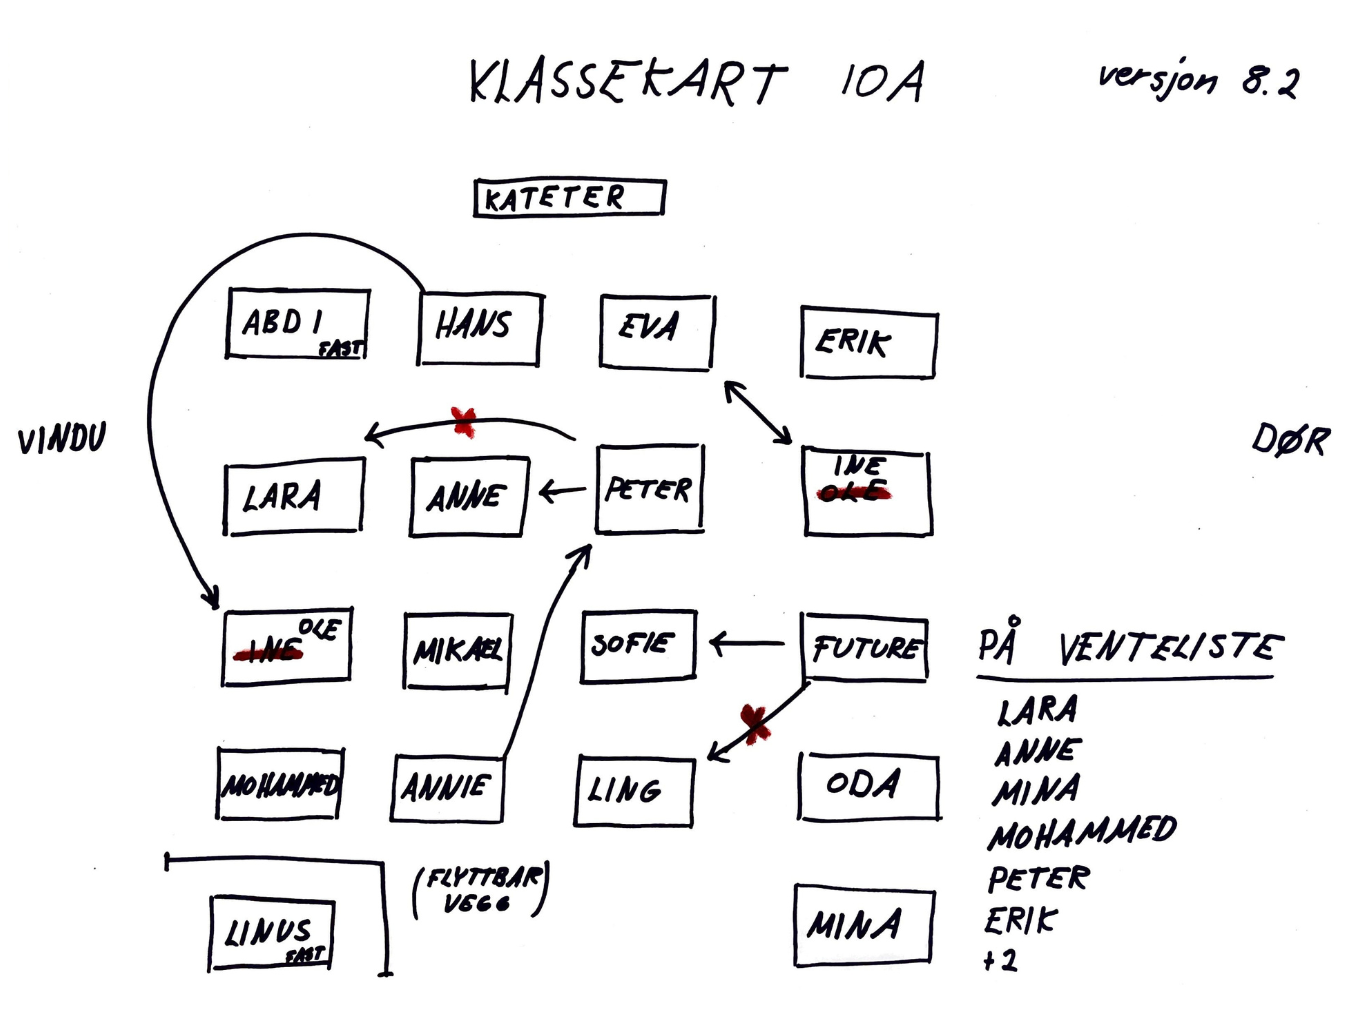 KLASSEKART 10A
versjon 8.2
KATETER
ABDI
FAST
HANS
EVA
ERIK
VINDU
DØR
LARA
ANNE
PETER
INE
OLE
OLE
INE
MIKAEL
SOFIE
FUTURE
MOHAMMED
ANNIE
LING
ODA
(FLYTTBAR
VEGG)
LINUS
FAST
MINA
PÅ VENTELISTE
LARA
ANNE
MINA
MOHAMMED
PETER
ERIK
+2